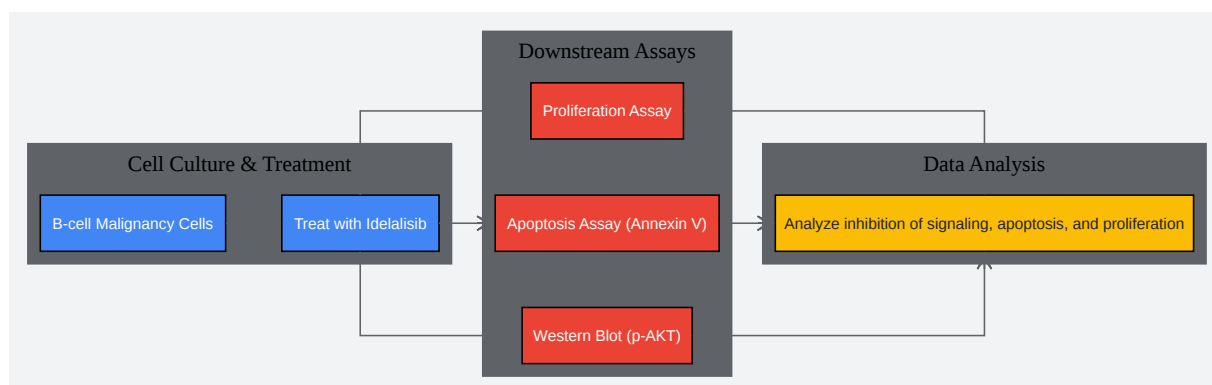 Downstream Assays
Proliferation Assay
Cell Culture & Treatment
Data Analysis
B-cell Malignancy Cells
Treat with Idelalisib
Apoptosis Assay (Annexin V)
Analyze inhibition of signaling, apoptosis, and proliferation
Western Blot (p-AKT)